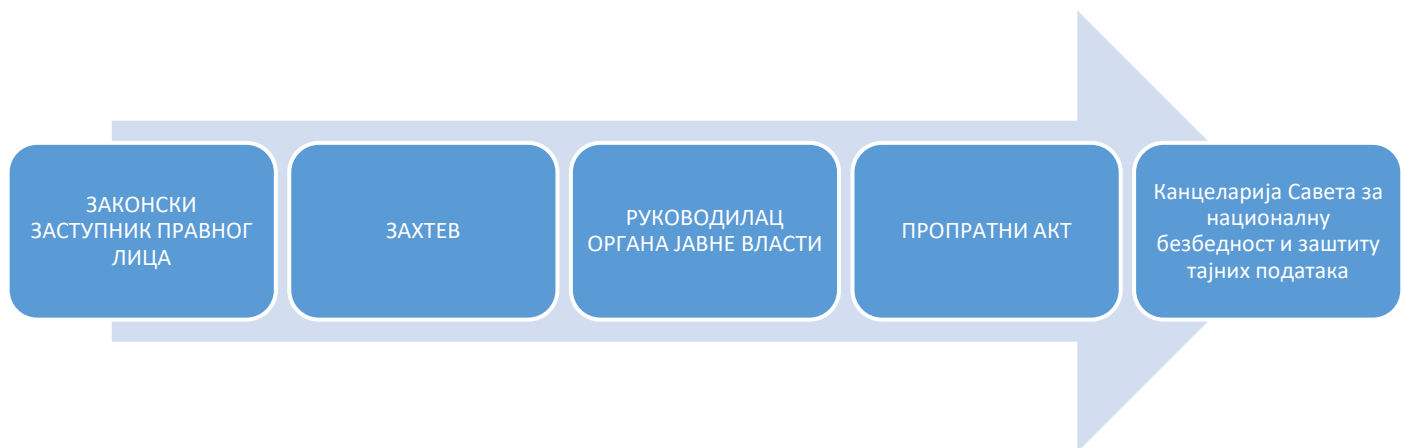 ЗАКОНСКИ
ЗАСТУПНИК ПРАВНОГ
ЛИЦА
ЗАХТЕВ
РУКОВОДИЛАЦ
ОРГАНА ЈАВНЕ ВЛАСТИ
ПРОПРАТНИ АКТ
Канцеларија Савета за
националну
безбедност и заштиту
тајних података